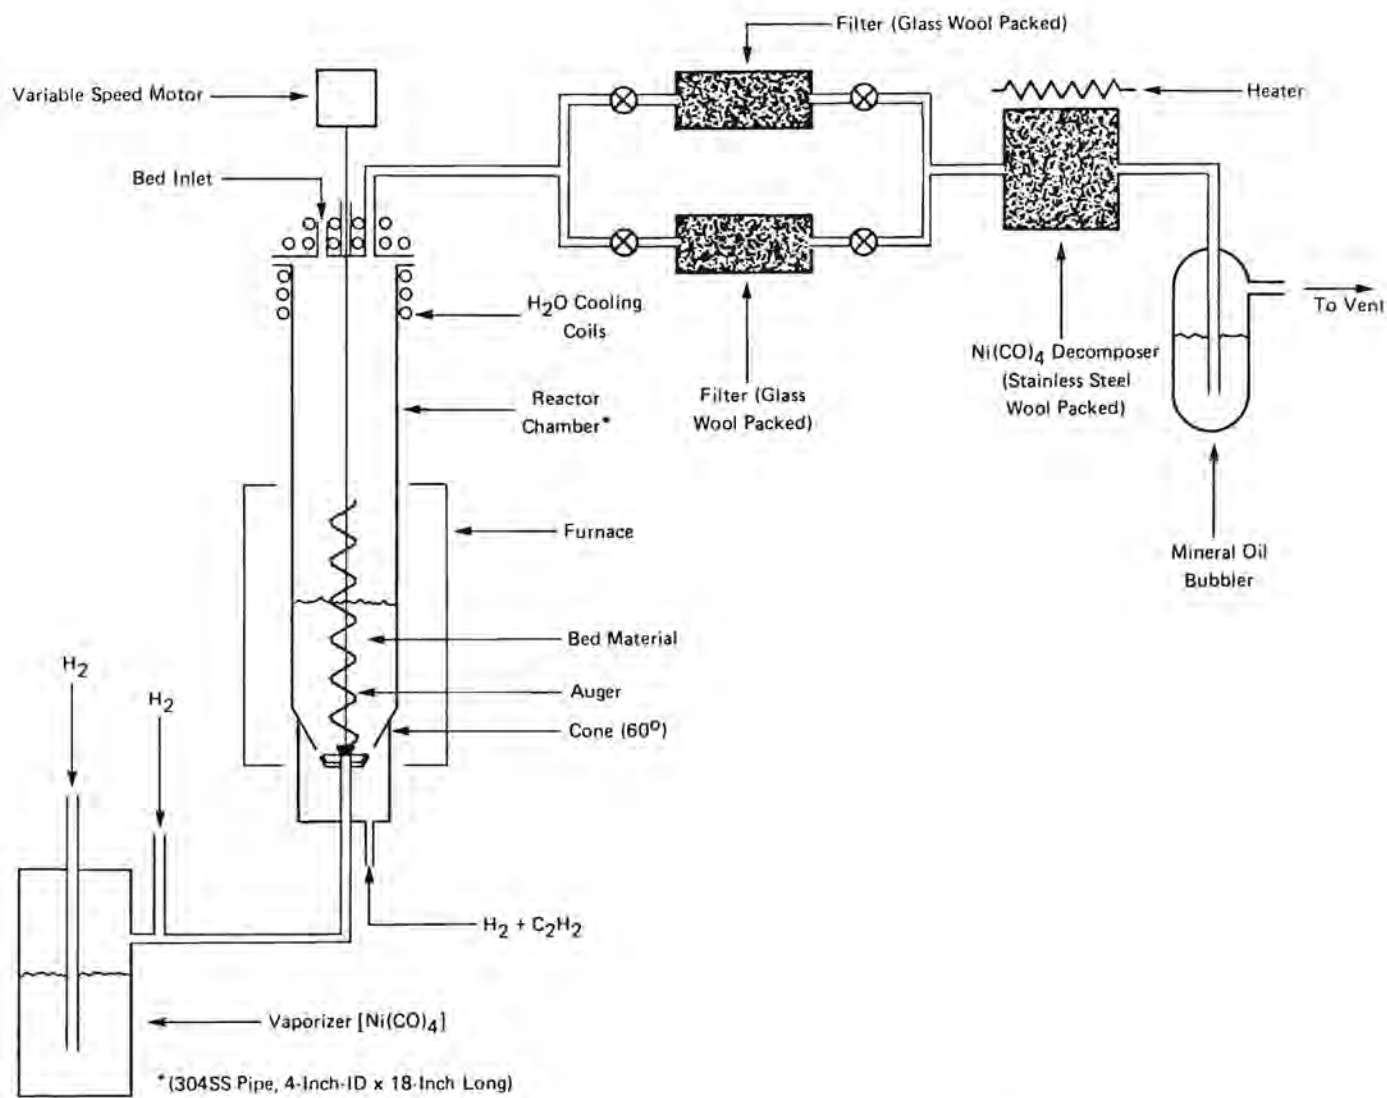 Filter (Glass Wool Packed)
Variable Speed Motor
Heater
Bed Inlet
H2O Cooling
Coils
To Vent
Ni(CO)4 Decomposer
(Stainless Steel
Wool Packed)
Reactor
Chamber*
Filter (Glass
Wool Packed)
Furnace
Mineral Oil
Bubbler
Bed Material
H2
H2
Auger
Cone (60°)
H2 + C2H2
Vaporizer [Ni(CO)4]
*(304SS Pipe, 4-Inch-ID x 18-Inch Long)